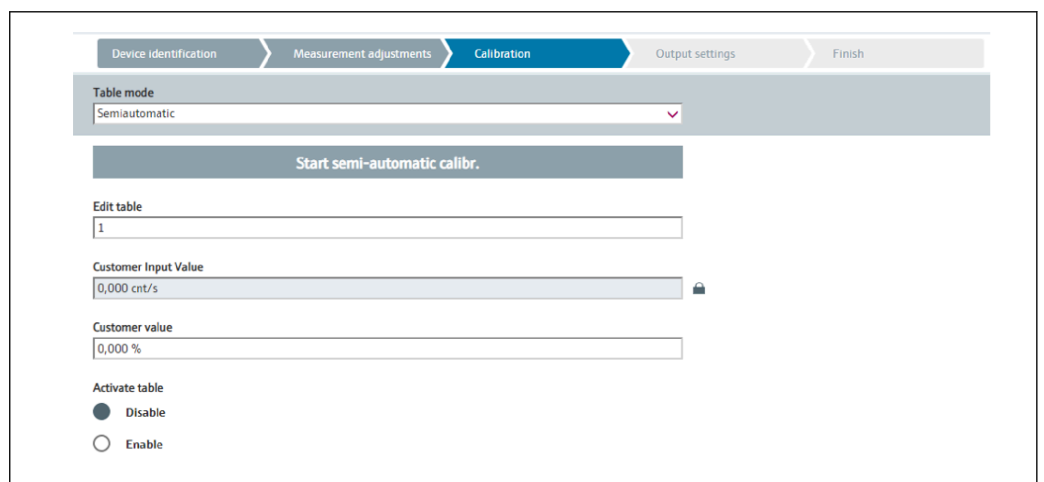 Device identification Measurement adjustments Calibration Output settings Finish
Table mode
Semiautomatic
Start semi-automatic calibr.
Edit table
1
Customer Input Value
0,000 cnt/s
Customer value
0,000 %
Activate table
Disable
Enable